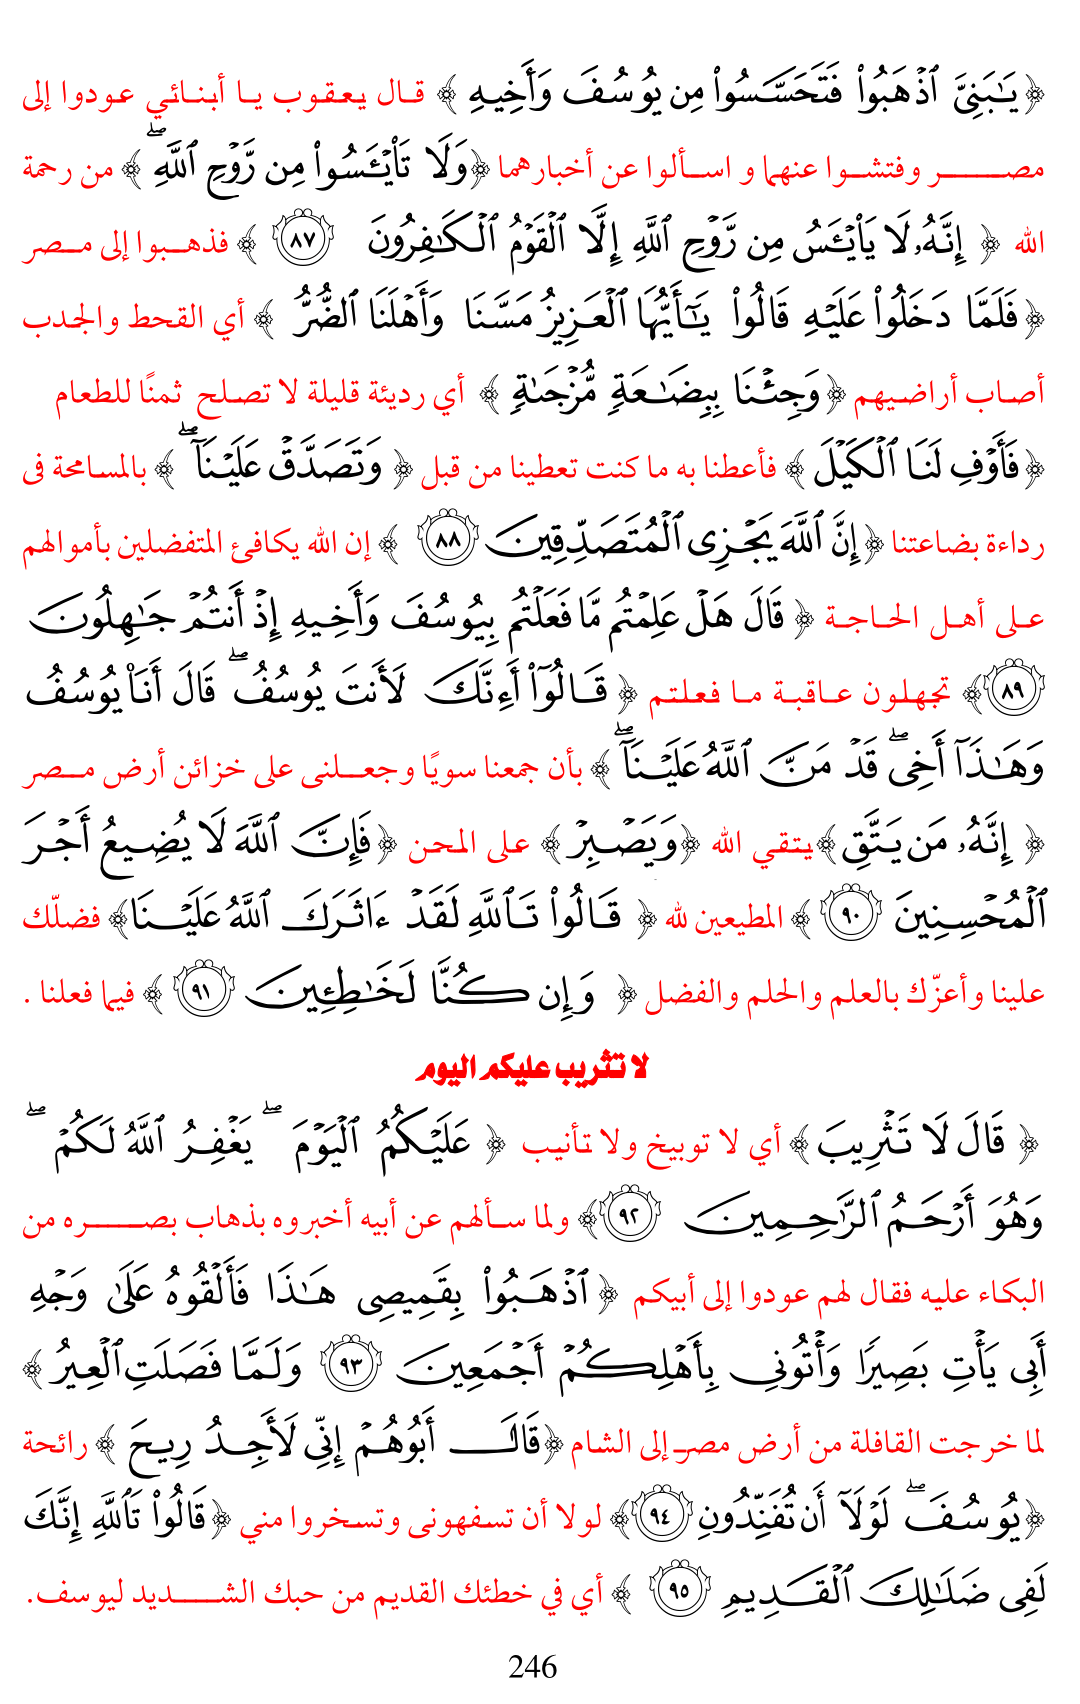 ﴿ يَـٰبَنِىَّ ٱذْهَبُوا۟ فَتَحَسَّسُوا۟ مِن يُوسُفَ وَأَخِيهِ ﴾ قال يعقوب يا أبنائي عودوا إلى
مصر وفتشوا عنهما و اسألوا عن أخبارهما ﴿وَلَا تَا۟يْـَٔسُوا۟ مِن رَّوْحِ ٱللَّهِ ۖ ﴾ من رحمة
الله ﴿ إِنَّهُۥ لَا يَا۟يْـَٔسُ مِن رَّوْحِ ٱللَّهِ إِلَّا ٱلْقَوْمُ ٱلْكَـٰفِرُونَ ٨٧ ﴾ فذهبوا إلى مصر
﴿ فَلَمَّا دَخَلُوا۟ عَلَيْهِ قَالُوا۟ يَـٰٓأَيُّهَا ٱلْعَزِيزُ مَسَّنَا وَأَهْلَنَا ٱلضُّرُّ ﴾ أي القحط والجدب
أصاب أراضيهم ﴿وَجِئْنَا بِبِضَـٰعَةٍ مُّزْجَىٰةٍ ﴾ أي رديئة قليلة لا تصلح ثمنًا للطعام
﴿فَأَوْفِ لَنَا ٱلْكَيْلَ ﴾ فأعطنا به ما كنت تعطينا من قبل ﴿ وَتَصَدَّقْ عَلَيْنَآ ۖ ﴾ بالمسامحة فى
رداءة بضاعتنا ﴿إِنَّ ٱللَّهَ يَجْزِى ٱلْمُتَصَدِّقِينَ ٨٨ ﴾ إن الله يكافئ المتفضلين بأموالهم
على أهل الحاجة ﴿ قَالَ هَلْ عَلِمْتُم مَّا فَعَلْتُم بِيُوسُفَ وَأَخِيهِ إِذْ أَنتُمْ جَـٰهِلُونَ
٨٩ ﴾ تجهلون عاقبة ما فعلتم ﴿ قَالُوٓا۟ أَءِنَّكَ لَأَنتَ يُوسُفُ ۖ قَالَ أَنَا۠ يُوسُفُ
وَهَـٰذَآ أَخِى ۖ قَدْ مَنَّ ٱللَّهُ عَلَيْنَآ ۖ ﴾ بأن جمعنا سويًا وجعلنى على خزائن أرض مصر
﴿ إِنَّهُۥ مَن يَتَّقِ ﴾يتقي الله ﴿وَيَصْبِرْ ﴾ على المحن ﴿فَإِنَّ ٱللَّهَ لَا يُضِيعُ أَجْرَ
ٱلْمُحْسِنِينَ ٩٠ ﴾ المطيعين لله ﴿ قَالُوا۟ تَٱللَّهِ لَقَدْ ءَاثَرَكَ ٱللَّهُ عَلَيْنَا﴾ فضلّك
علينا وأعزّك بالعلم والحلم والفضل ﴿ وَإِن كُنَّا لَخَـٰطِـِٔينَ ٩١ ﴾ فيما فعلنا .
لا تثريب عليكم اليوم
﴿ قَالَ لَا تَثْرِيبَ ﴾ أي لا توبيخ ولا تأنيب ﴿ عَلَيْكُمُ ٱلْيَوْمَ ۖ يَغْفِرُ ٱللَّهُ لَكُمْ ۖ
وَهُوَ أَرْحَمُ ٱلرَّٰحِمِينَ ٩٢ ﴾ ولما سألهم عن أبيه أخبروه بذهاب بصره من
البكاء عليه فقال لهم عودوا إلى أبيكم ﴿ ٱذْهَبُوا۟ بِقَمِيصِى هَـٰذَا فَأَلْقُوهُ عَلَىٰ وَجْهِ
أَبِى يَأْتِ بَصِيرًا وَأْتُونِى بِأَهْلِكُمْ أَجْمَعِينَ ٩٣ وَلَمَّا فَصَلَتِ ٱلْعِيرُ ﴾
لما خرجت القافلة من أرض مصر إلى الشام ﴿قَالَ أَبُوهُمْ إِنِّى لَأَجِدُ رِيحَ ﴾ رائحة
﴿يُوسُفَ ۖ لَوْلَآ أَن تُفَنِّدُونِ ٩٤ ﴾ لولا أن تسفهونى وتسخروا مني ﴿قَالُوا۟ تَٱللَّهِ إِنَّكَ
لَفِى ضَلَـٰلِكَ ٱلْقَدِيمِ ٩٥ ﴾ أي في خطئك القديم من حبك الشديد ليوسف.
246